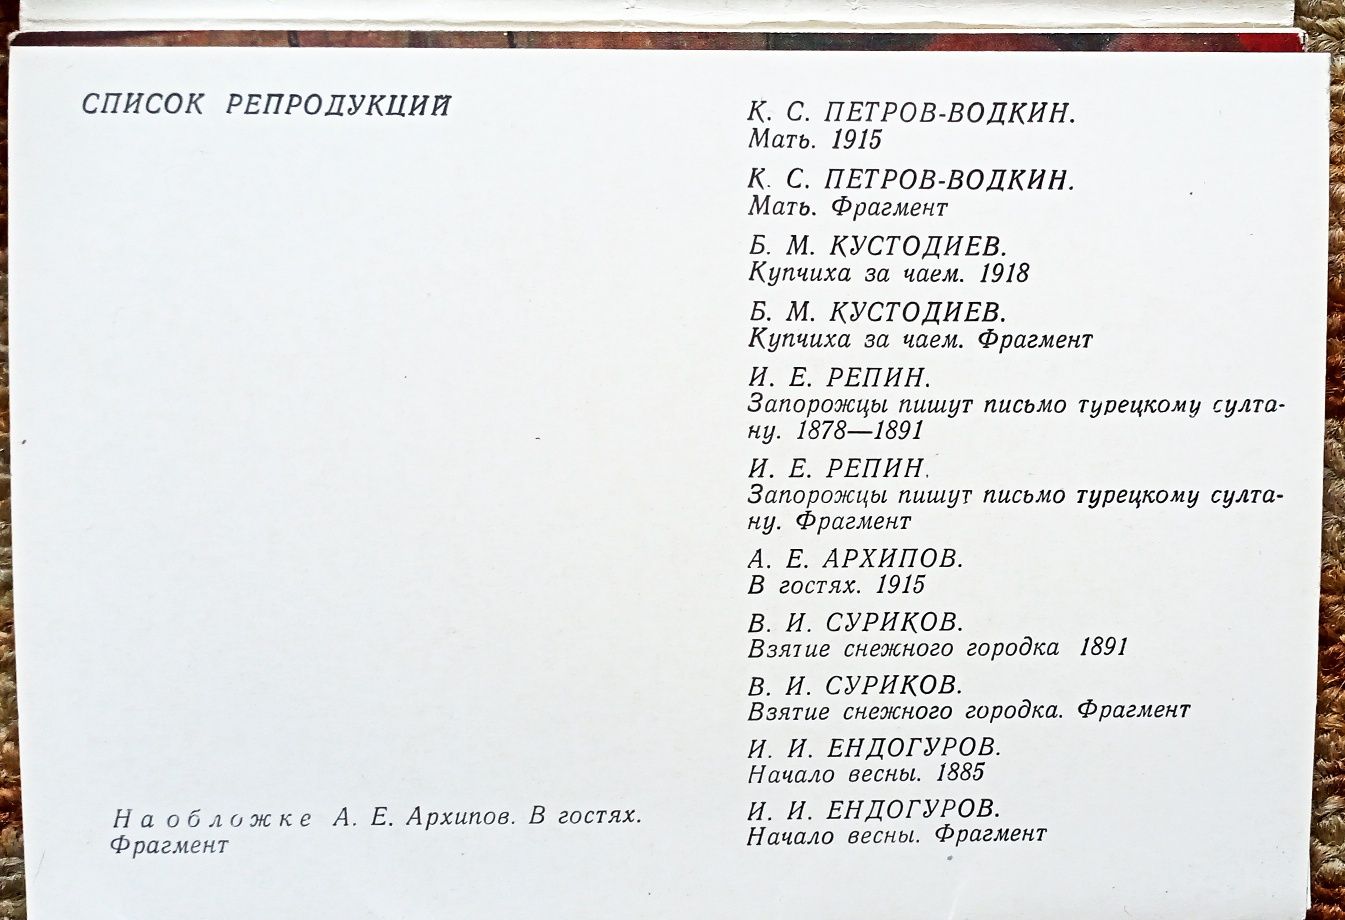 СПИСОК РЕПРОДУКЦИЙ
К. С. ПЕТРОВ-ВОДКИН.
Мать. 1915
К. С. ПЕТРОВ-ВОДКИН.
Мать. Фрагмент
Б. М. КУСТОДИЕВ.
Купчиха за чаем. 1918
Б. М. КУСТОДИЕВ.
Купчиха за чаем. Фрагмент
И. Е. РЕПИН.
Запорожцы пишут письмо турецкому султа-
ну. 1878—1891
И. Е. РЕПИН.
Запорожцы пишут письмо турецкому султа-
ну. Фрагмент
А. Е. АРХИПОВ.
В гостях. 1915
В. И. СУРИКОВ.
Взятие снежного городка 1891
В. И. СУРИКОВ.
Взятие снежного городка. Фрагмент
И. И. ЕНДОГУРОВ.
Начало весны. 1885
И. И. ЕНДОГУРОВ.
Начало весны. Фрагмент
На обложке А. Е. Архипов. В гостях.
Фрагмент